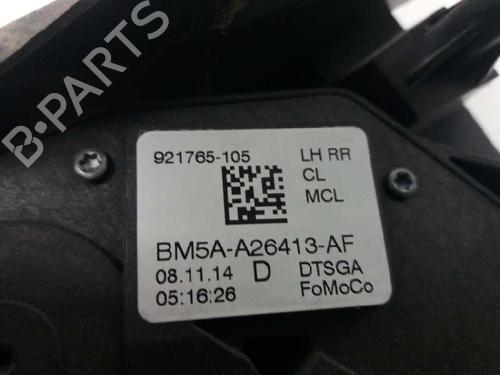 B-PARTS
921765-105 LH RR
CL
MCL
BM5A-A26413-AF
08.11.14 D DTSGA
05:16:26 FoMoCo